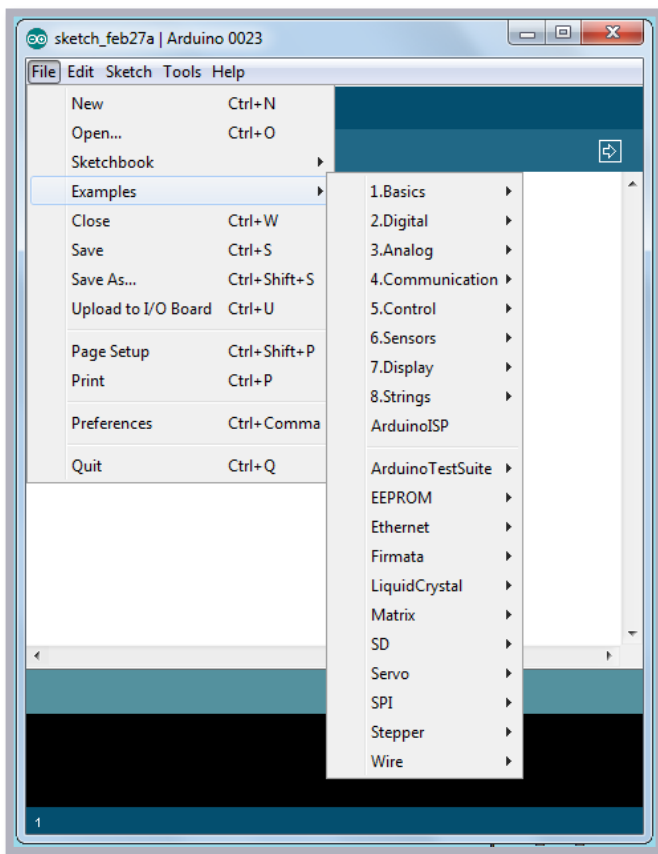 sketch_feb27a | Arduino 0023
File Edit Sketch Tools Help
New Ctrl+N
Open... Ctrl+O
Sketchbook
Examples
Close Ctrl+W
Save Ctrl+S
Save As... Ctrl+Shift+S
Upload to I/O Board Ctrl+U
Page Setup Ctrl+Shift+P
Print Ctrl+P
Preferences Ctrl+Comma
Quit Ctrl+Q
1.Basics
2.Digital
3.Analog
4.Communication
5.Control
6.Sensors
7.Display
8.Strings
ArduinoISP
ArduinoTestSuite
EEPROM
Ethernet
Firmata
LiquidCrystal
Matrix
SD
Servo
SPI
Stepper
Wire
1